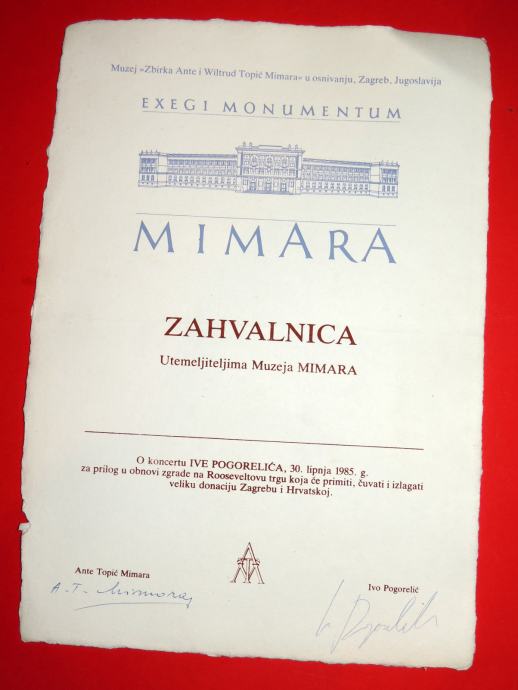 Muzej »Zbirka Ante i Wiltrud Topić Mimara« u osnivanju, Zagreb, Jugoslavija
EXEGI MONUMENTUM
MIMARA
ZAHVALNICA
Utemeljiteljima Muzeja MIMARA
O koncertu IVE POGORELIĆA, 30. lipnja 1985. g.
za prilog u obnovi zgrade na Rooseveltovu trgu koja će primiti, čuvati i izlagati
veliku donaciju Zagrebu i Hrvatskoj.
Ante Topić Mimara
A.T. Mimara
Ivo Pogorelić